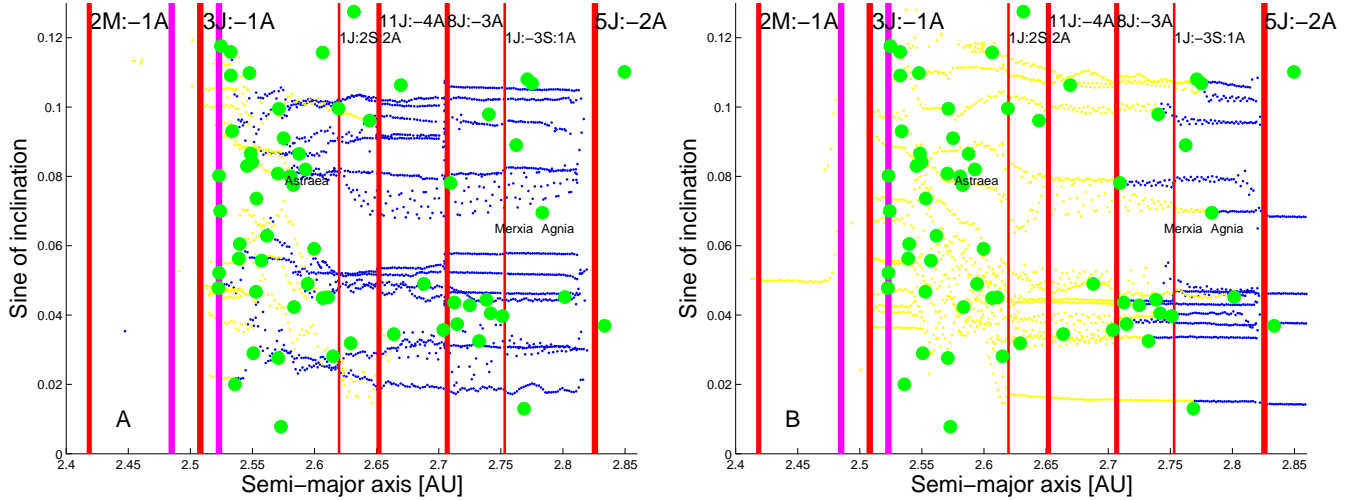 2M:−1A 3J:−1A 11J:−4A 8J:−3A 5J:−2A
1J:2S:2A 1J:−3S:1A
0.12
0.1
0.08
0.06
0.04
0.02
0
Sine of inclination
Astraea
Merxia Agnia
A
2.4 2.45 2.5 2.55 2.6 2.65 2.7 2.75 2.8 2.85
Semi−major axis [AU]
2M:−1A 3J:−1A 11J:−4A 8J:−3A 5J:−2A
1J:2S:2A 1J:−3S:1A
0.12
0.1
0.08
0.06
0.04
0.02
0
Sine of inclination
Astraea
Merxia Agnia
B
2.4 2.45 2.5 2.55 2.6 2.65 2.7 2.75 2.8 2.85
Semi−major axis [AU]